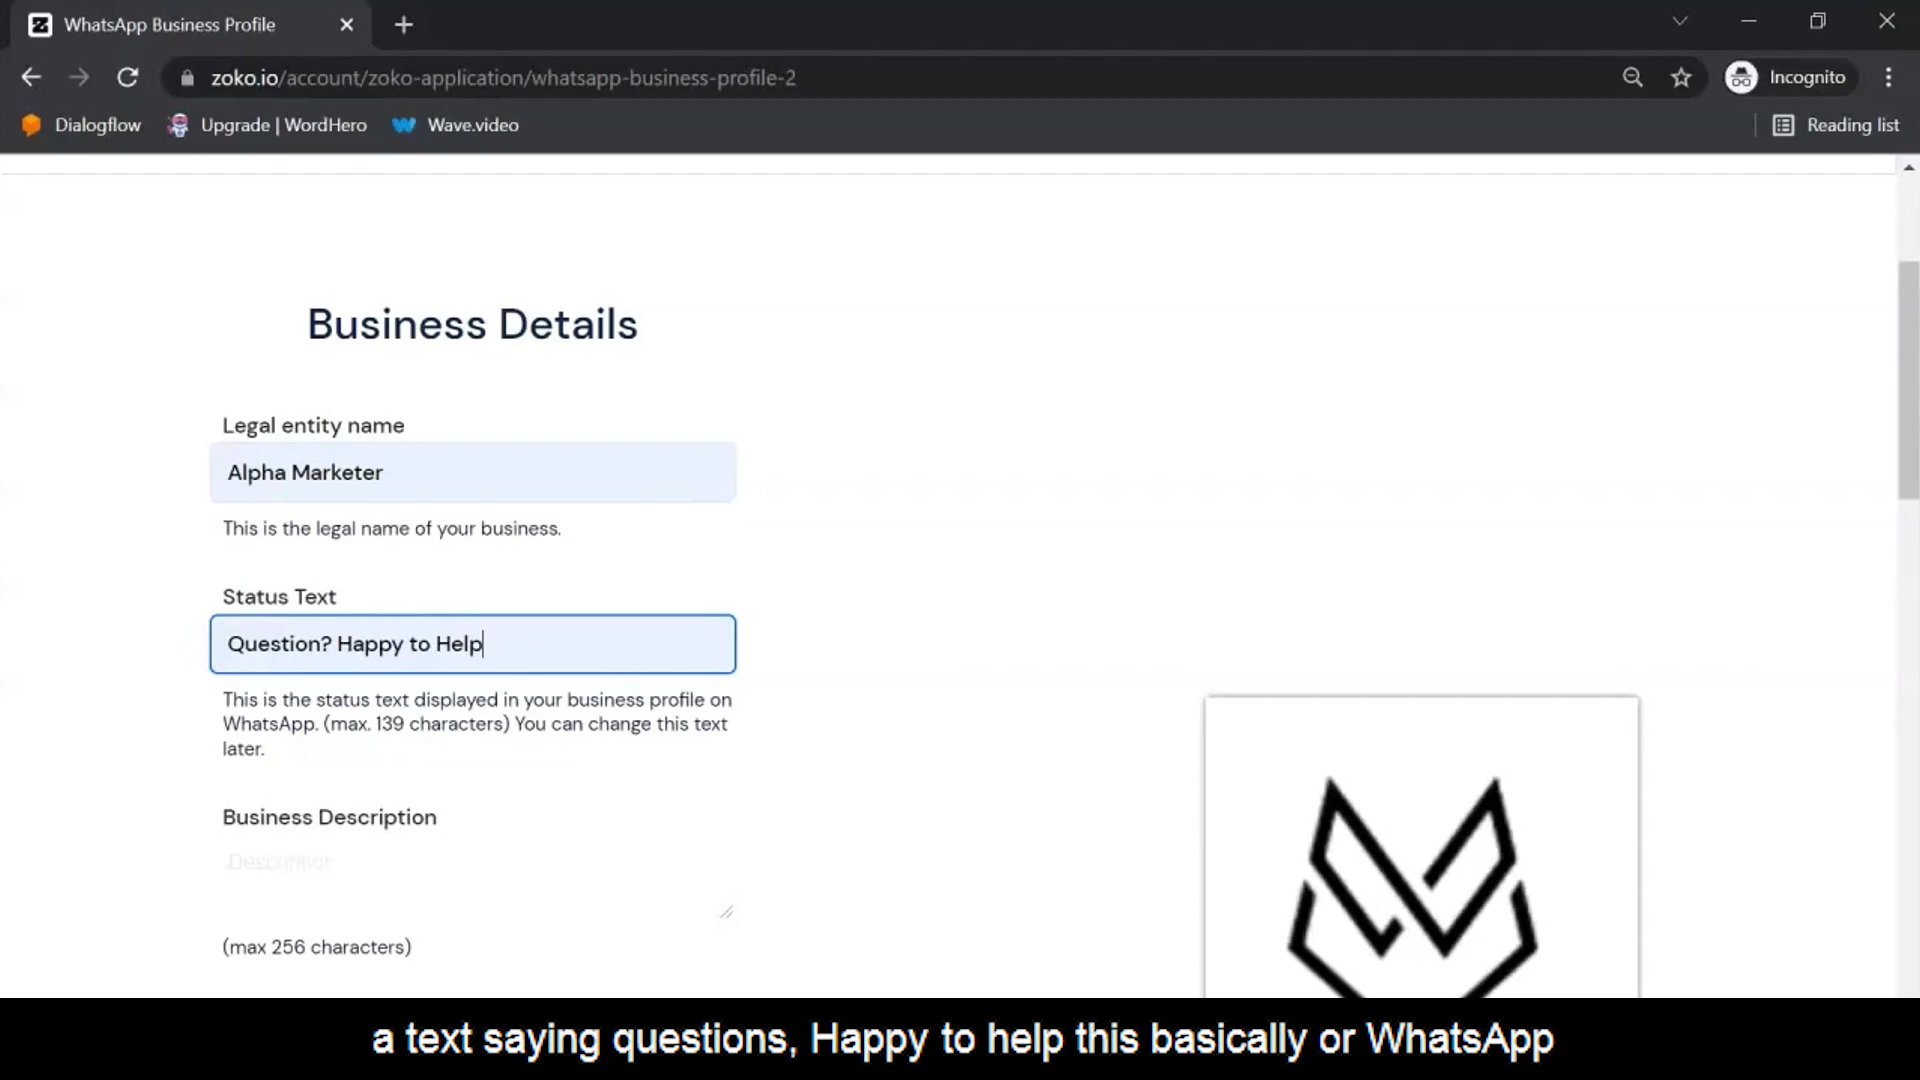 WhatsApp Business Profile
zoko.io/account/zoko-application/whatsapp-business-profile-2
Incognito
Dialogflow
Upgrade | WordHero
Wave.video
Reading list
Business Details
Legal entity name
Alpha Marketer
This is the legal name of your business.
Status Text
Question? Happy to Help
This is the status text displayed in your business profile on
WhatsApp. (max. 139 characters) You can change this text
later.
Business Description
Description
(max 256 characters)
a text saying questions, Happy to help this basically or WhatsApp